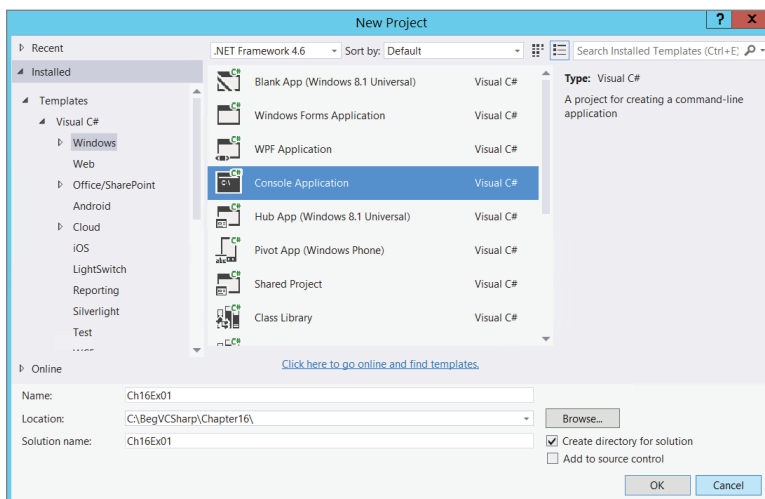 New Project
? X
Recent
.NET Framework 4.6 Sort by: Default Search Installed Templates (Ctrl+E)
Installed
Templates
Visual C#
Windows
Web
Office/SharePoint
Android
Cloud
iOS
LightSwitch
Reporting
Silverlight
Test
Online
Blank App (Windows 8.1 Universal) Visual C#
Windows Forms Application Visual C#
WPF Application Visual C#
Console Application Visual C#
Hub App (Windows 8.1 Universal) Visual C#
Pivot App (Windows Phone) Visual C#
Shared Project Visual C#
Class Library Visual C#
Click here to go online and find templates.
Type: Visual C#
A project for creating a command-line
application
Name: Ch16Ex01
Location: C:\BegVCSharp\Chapter16\ Browse...
Solution name: Ch16Ex01
Create directory for solution
Add to source control
OK Cancel